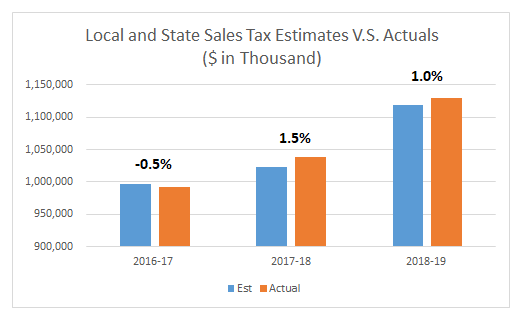 Local and State Sales Tax Estimates V.S. Actuals
($ in Thousand)
1.0%
1,150,000
1,100,000
1.5%
1,050,000
-0.5%
1,000,000
950,000
900,000
2016-17 2017-18 2018-19
Est Actual